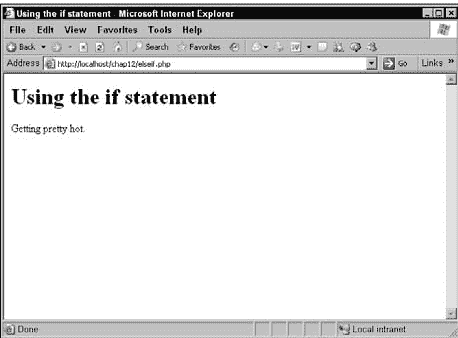 Using the if statement - Microsoft Internet Explorer
File Edit View Favorites Tools Help
Back Search Favorites
Address http://localhost/chap12/elseif.php Go Links »
Using the if statement
Getting pretty hot.
Done Local intranet